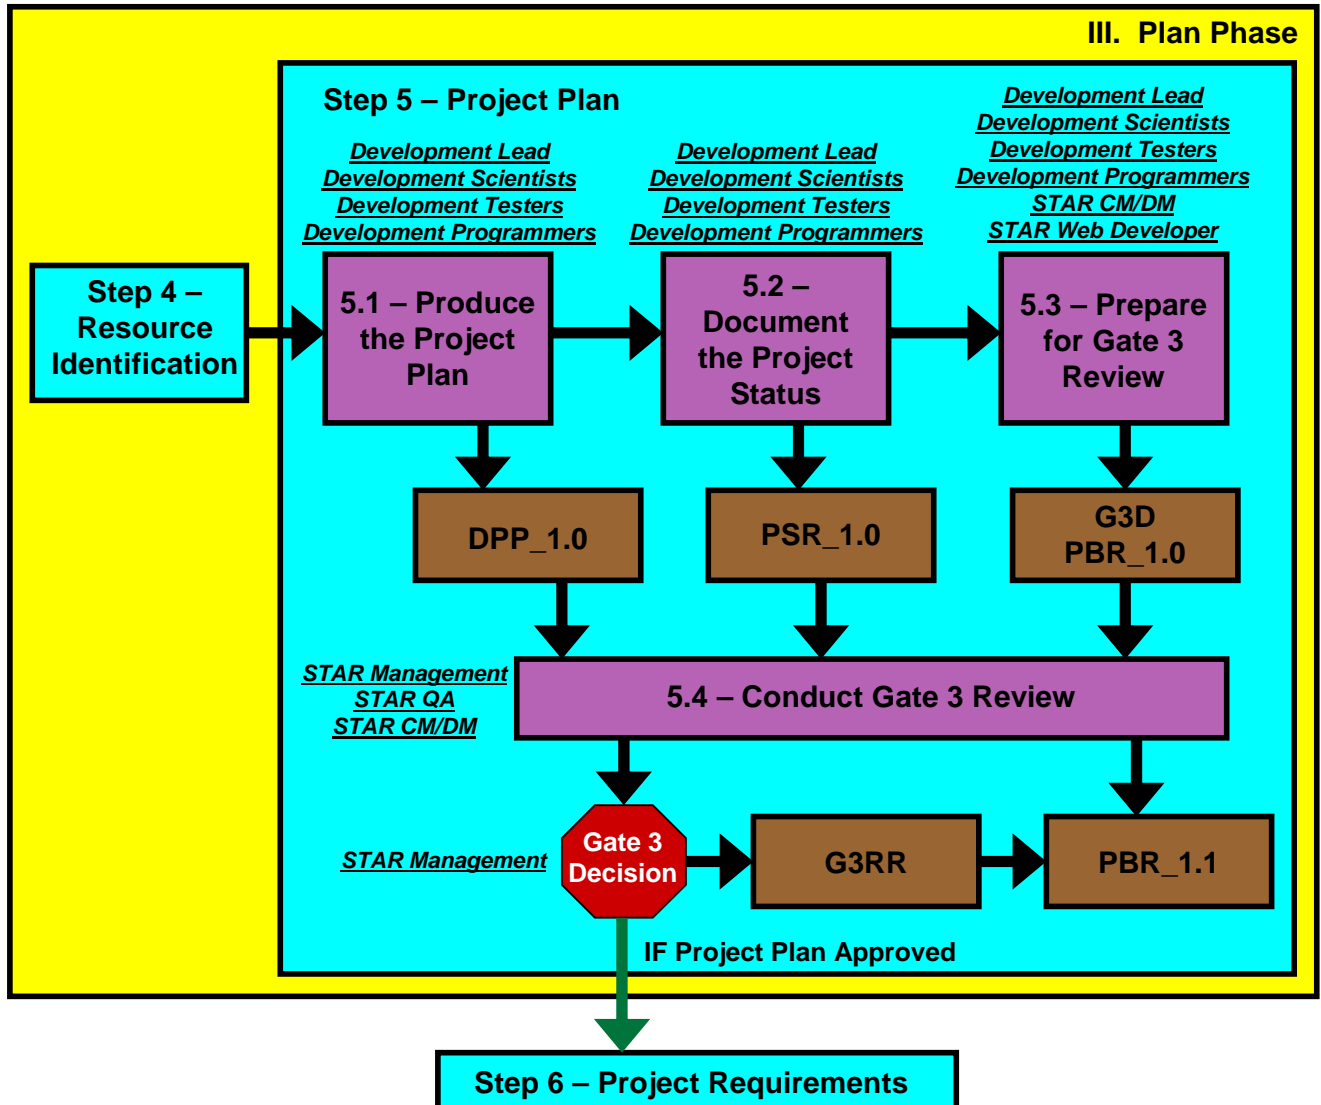 III. Plan Phase
Step 5 – Project Plan
Development Lead
Development Scientists
Development Testers
Development Programmers
Development Lead
Development Scientists
Development Testers
Development Programmers
Development Lead
Development Scientists
Development Testers
Development Programmers
STAR CM/DM
STAR Web Developer
Step 4 –
Resource
Identification
5.1 – Produce
the Project
Plan
5.2 –
Document
the Project
Status
5.3 – Prepare
for Gate 3
Review
DPP_1.0
PSR_1.0
G3D
PBR_1.0
STAR Management
STAR QA
STAR CM/DM
5.4 – Conduct Gate 3 Review
STAR Management
Gate 3
Decision
G3RR
PBR_1.1
IF Project Plan Approved
Step 6 – Project Requirements